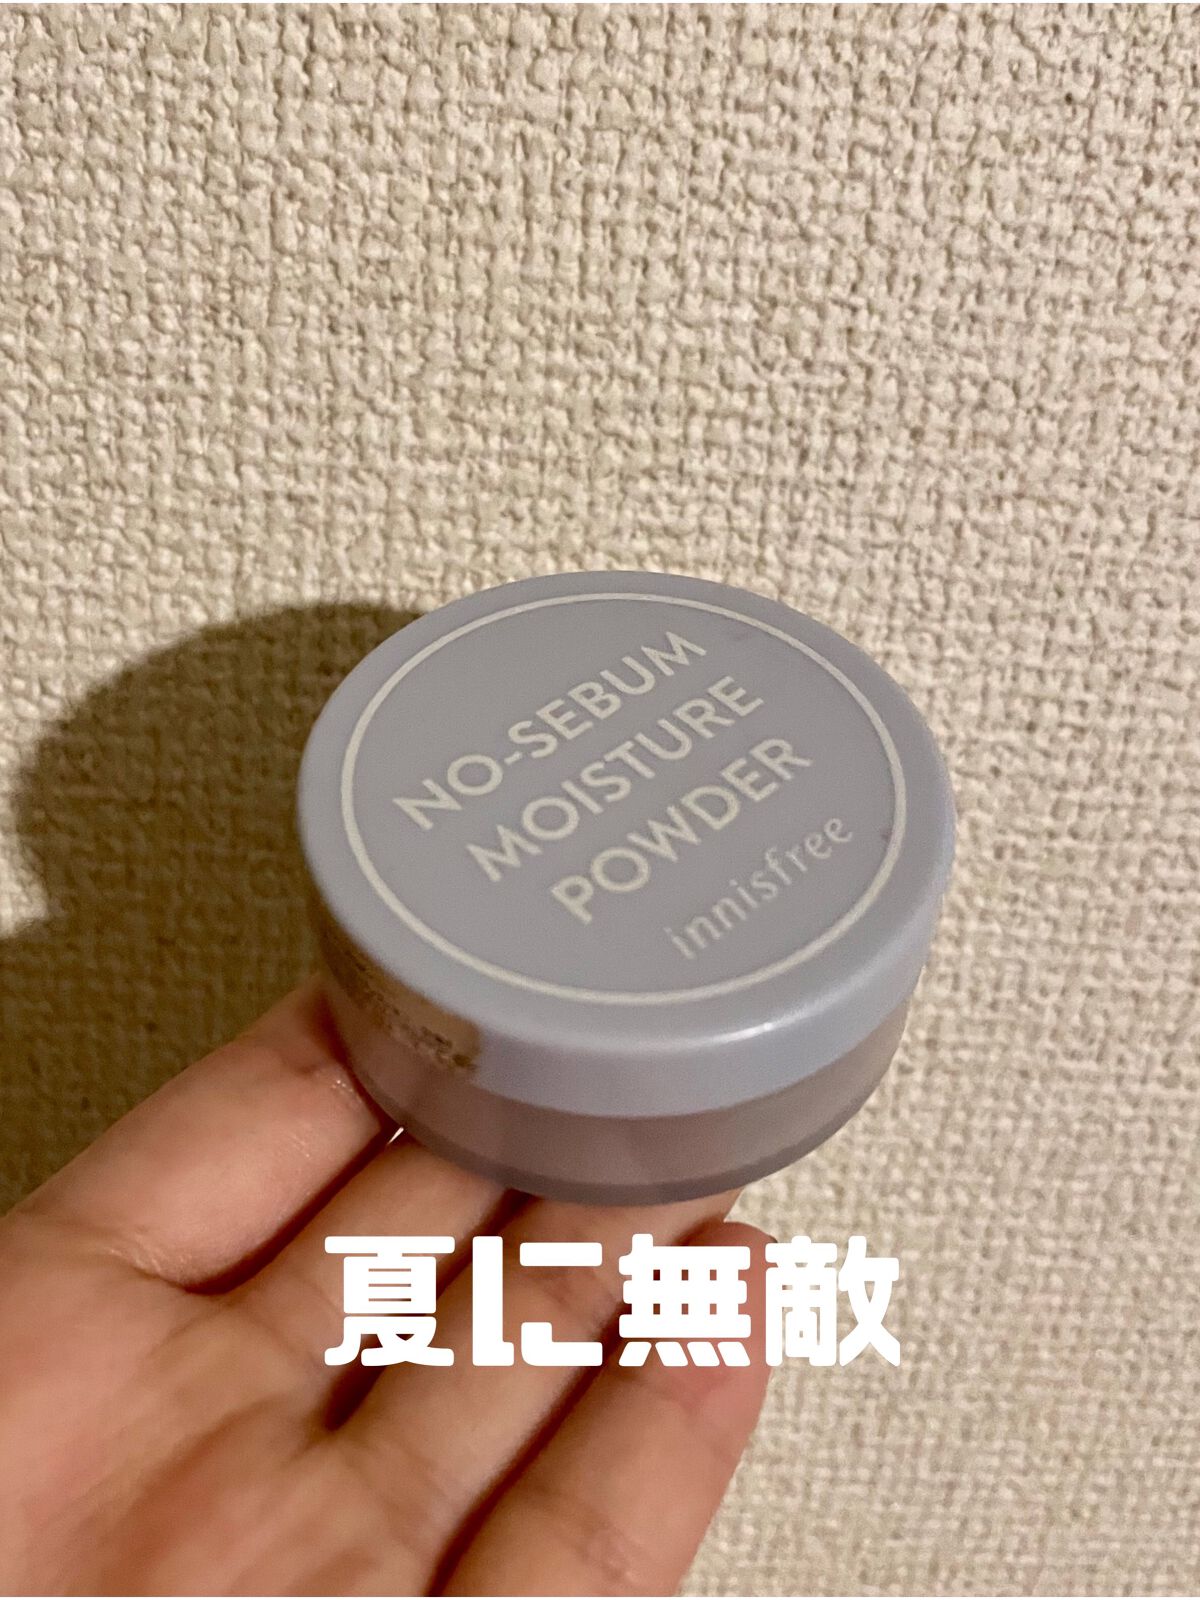 NO-SEBUM
MOISTURE
POWDER
innisfree
夏に無敵